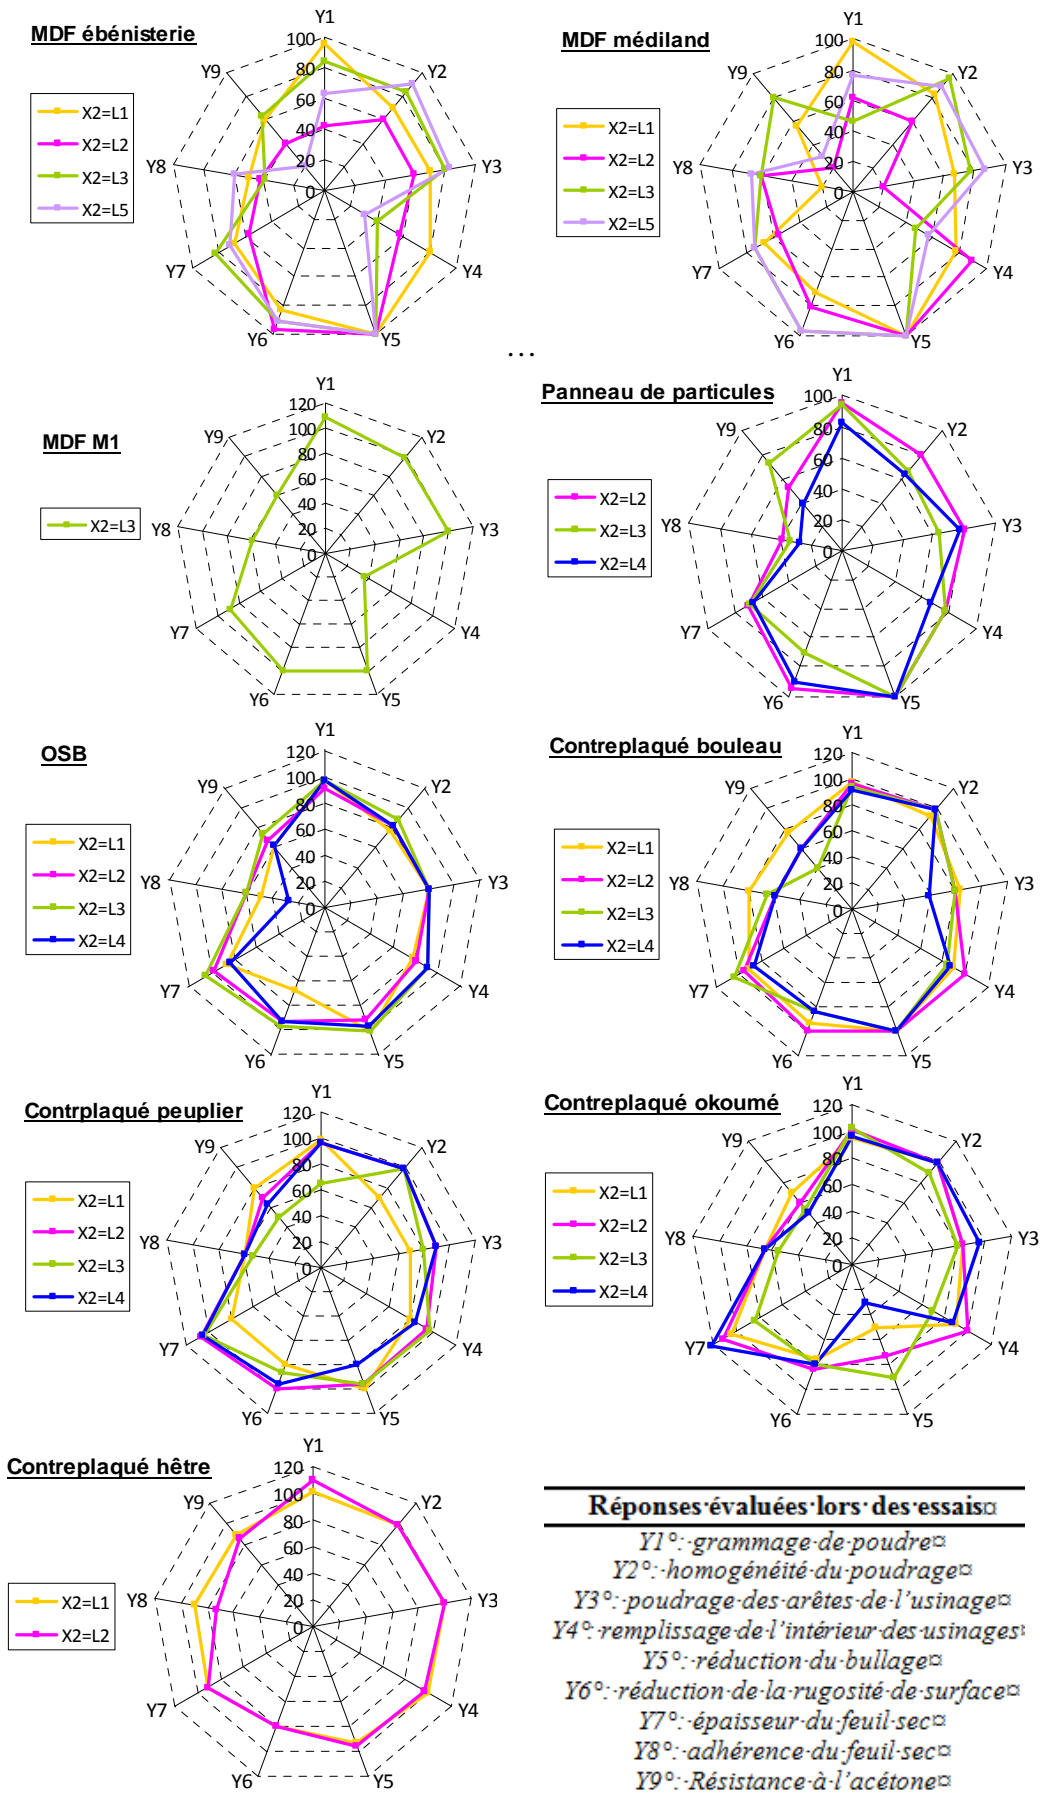 MDF ébénisterie
Y1
100
80
60
40
20
0
Y2
Y3
Y4
Y5
Y6
Y7
Y8
Y9
X2=L1
X2=L2
X2=L3
X2=L5
MDF médiland
Y1
100
80
60
40
20
0
Y2
Y3
Y4
Y5
Y6
Y7
Y8
Y9
X2=L1
X2=L2
X2=L3
X2=L5
...
MDF M1
Y1
120
100
80
60
40
20
0
Y2
Y3
Y4
Y5
Y6
Y7
Y8
Y9
X2=L3
Panneau de particules
Y1
100
80
60
40
20
0
Y2
Y3
Y4
Y5
Y6
Y7
Y8
Y9
X2=L2
X2=L3
X2=L4
OSB
Y1
120
100
80
60
40
20
0
Y2
Y3
Y4
Y5
Y6
Y7
Y8
Y9
X2=L1
X2=L2
X2=L3
X2=L4
Contreplaqué bouleau
Y1
120
100
80
60
40
20
0
Y2
Y3
Y4
Y5
Y6
Y7
Y8
Y9
X2=L1
X2=L2
X2=L3
X2=L4
Contrplaqué peuplier
Y1
120
100
80
60
40
20
0
Y2
Y3
Y4
Y5
Y6
Y7
Y8
Y9
X2=L1
X2=L2
X2=L3
X2=L4
Contreplaqué okoumé
Y1
120
100
80
60
40
20
0
Y2
Y3
Y4
Y5
Y6
Y7
Y8
Y9
X2=L1
X2=L2
X2=L3
X2=L4
Contreplaqué hêtre
Y1
120
100
80
60
40
20
0
Y2
Y3
Y4
Y5
Y6
Y7
Y8
Y9
X2=L1
X2=L2
Réponses·évaluées·lors·des·essais¤
Y1°:·grammage·de·poudre¤
Y2°:·homogénéité·du·poudrage¤
Y3°:·poudrage·des·arêtes·de·l'usinage¤
Y4°:·remplissage·de·l'intérieur·des·usinages
Y5°:·réduction·du·bullage¤
Y6°:·réduction·de·la·rugosité·de·surface¤
Y7°:·épaisseur·du·feuil·sec¤
Y8°:·adhérence·du·feuil·sec¤
Y9°:·Résistance·à·l'acétone¤